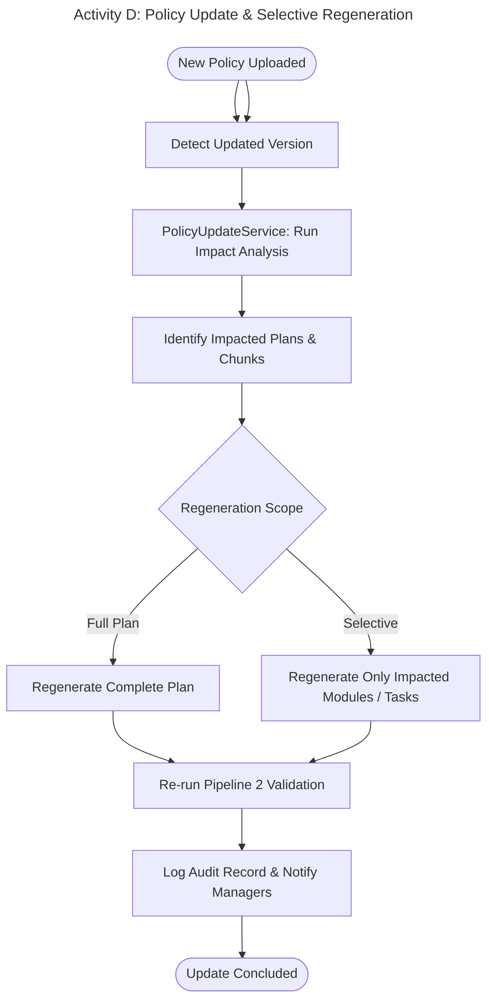 Activity D: Policy Update & Selective Regeneration
New Policy Uploaded
Detect Updated Version
PolicyUpdateService: Run
Impact Analysis
Identify Impacted Plans &
Chunks
Regeneration Scope
Full Plan
Selective
Regenerate Complete Plan
Regenerate Only Impacted
Modules / Tasks
Re-run Pipeline 2 Validation
Log Audit Record & Notify
Managers
Update Concluded